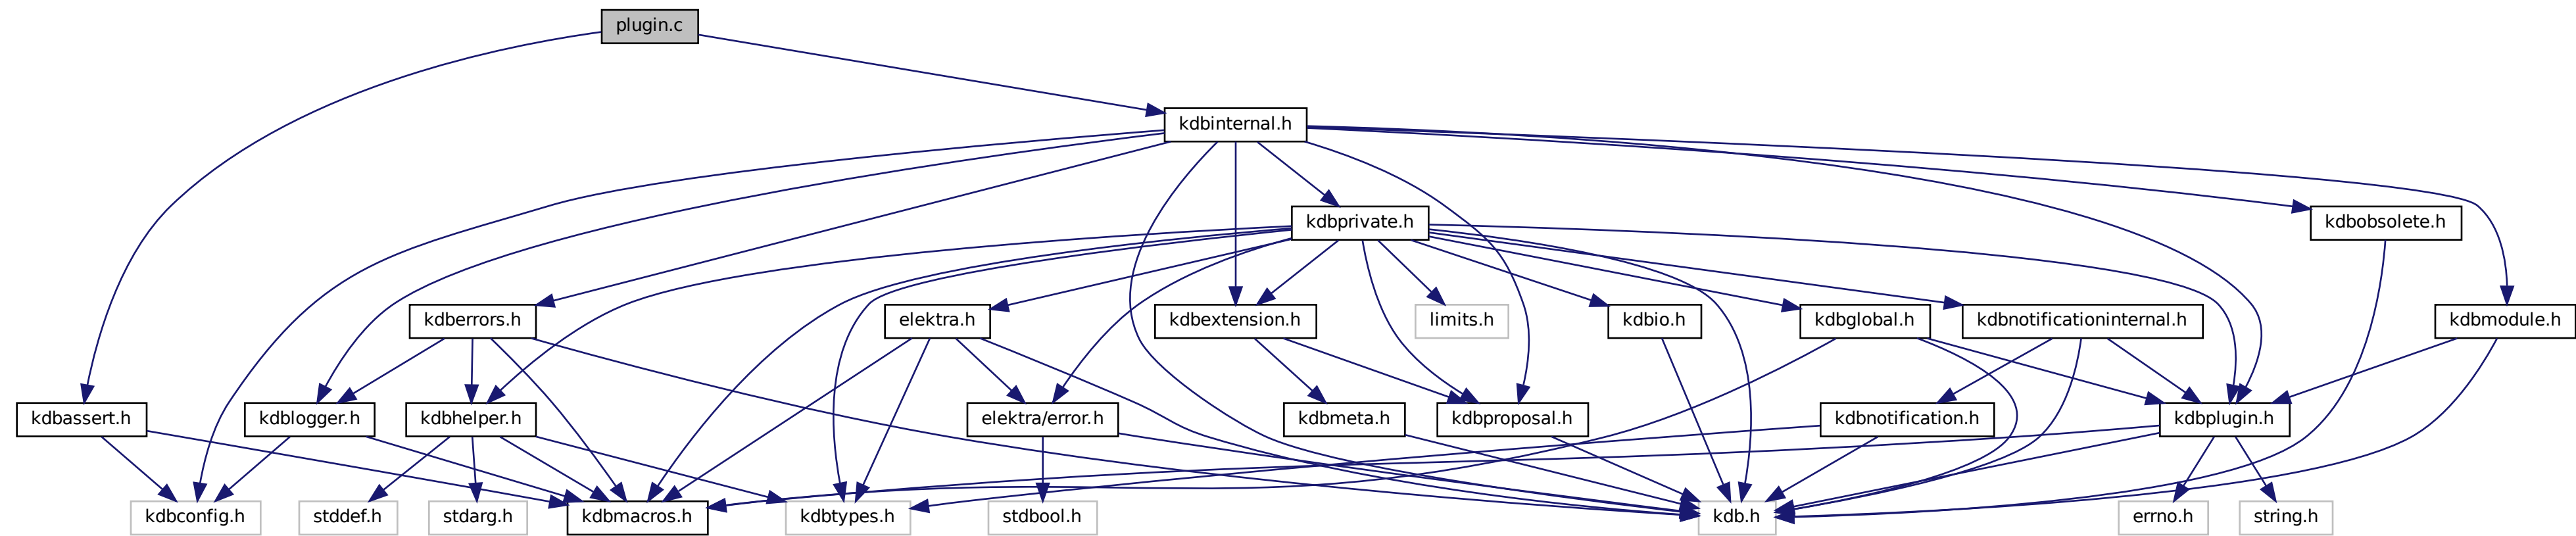 plugin.c
kdbinternal.h
kdbprivate.h
kdbobsolete.h
kdberrors.h
elektra.h
kdbextension.h
limits.h
kdbio.h
kdbglobal.h
kdbnotificationinternal.h
kdbmodule.h
kdbassert.h
kdblogger.h
kdbhelper.h
elektra/error.h
kdbmeta.h
kdbproposal.h
kdbnotification.h
kdbplugin.h
kdbconfig.h
stddef.h
stdarg.h
kdbmacros.h
kdbtypes.h
stdbool.h
kdb.h
errno.h
string.h